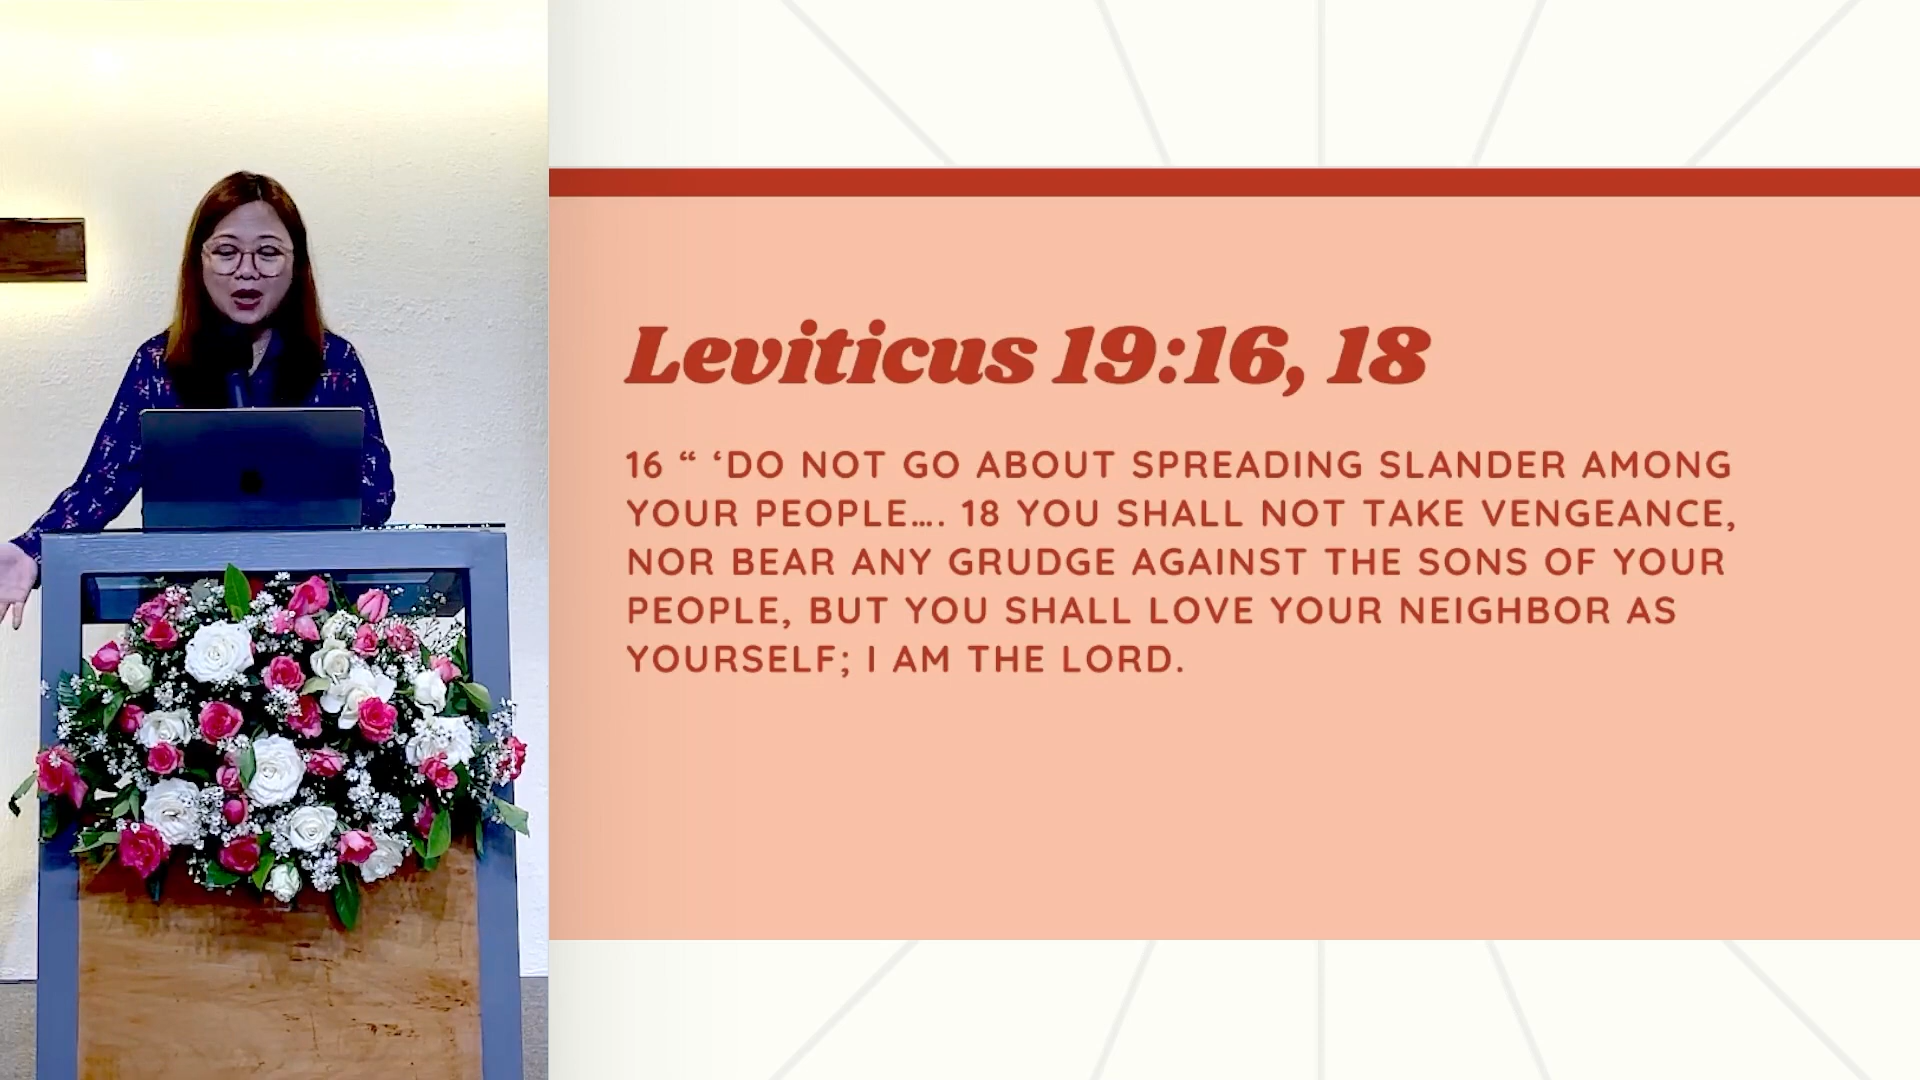 Leviticus 19:16, 18
16 “ ‘DO NOT GO ABOUT SPREADING SLANDER AMONG
YOUR PEOPLE…. 18 YOU SHALL NOT TAKE VENGEANCE,
NOR BEAR ANY GRUDGE AGAINST THE SONS OF YOUR
PEOPLE, BUT YOU SHALL LOVE YOUR NEIGHBOR AS
YOURSELF; I AM THE LORD.